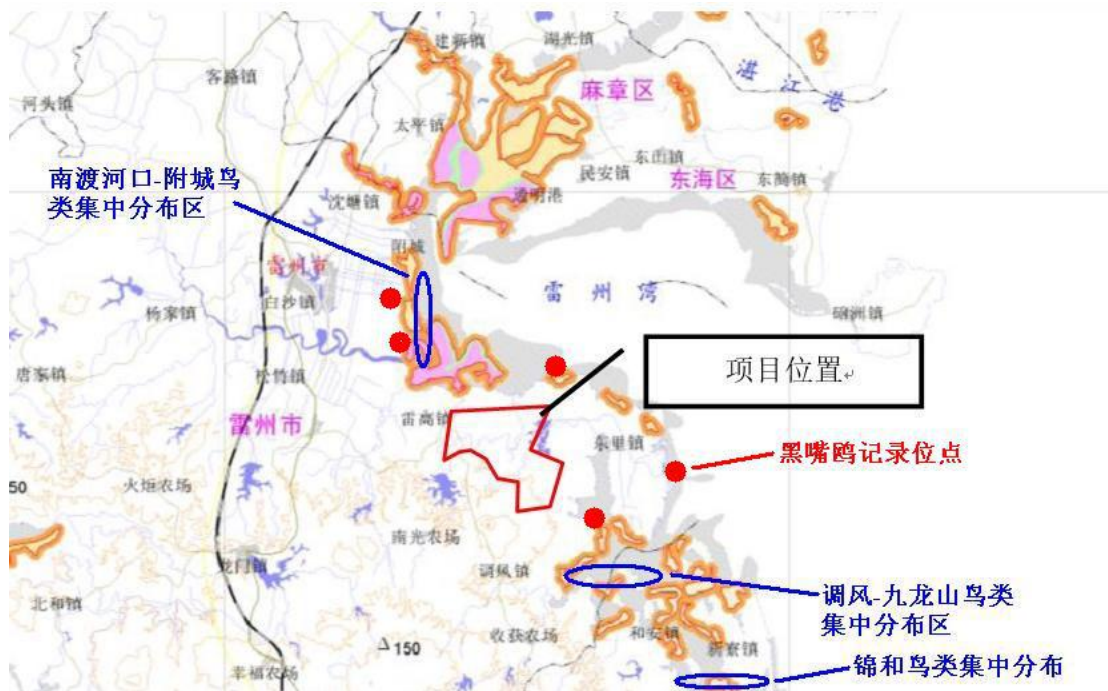 建新镇
湖光镇
客路镇
湛江港
河头镇
麻章区
太平镇
东山镇
民安镇
东海区
东简镇
南渡河口-附城鸟
类集中分布区
沈塘镇
通明港
附城
雷州市
雷州湾
白沙镇
杨家镇
硇洲镇
项目位置
唐家镇
松竹镇
雷州市
雷高镇
东里镇
黑嘴鸥记录位点
50
火炬农场
南光农场
龙门镇
调风镇
调风-九龙山鸟类
集中分布区
北和镇
收获农场
和安镇
新寮镇
△150
锦和鸟类集中分布
幸福农场